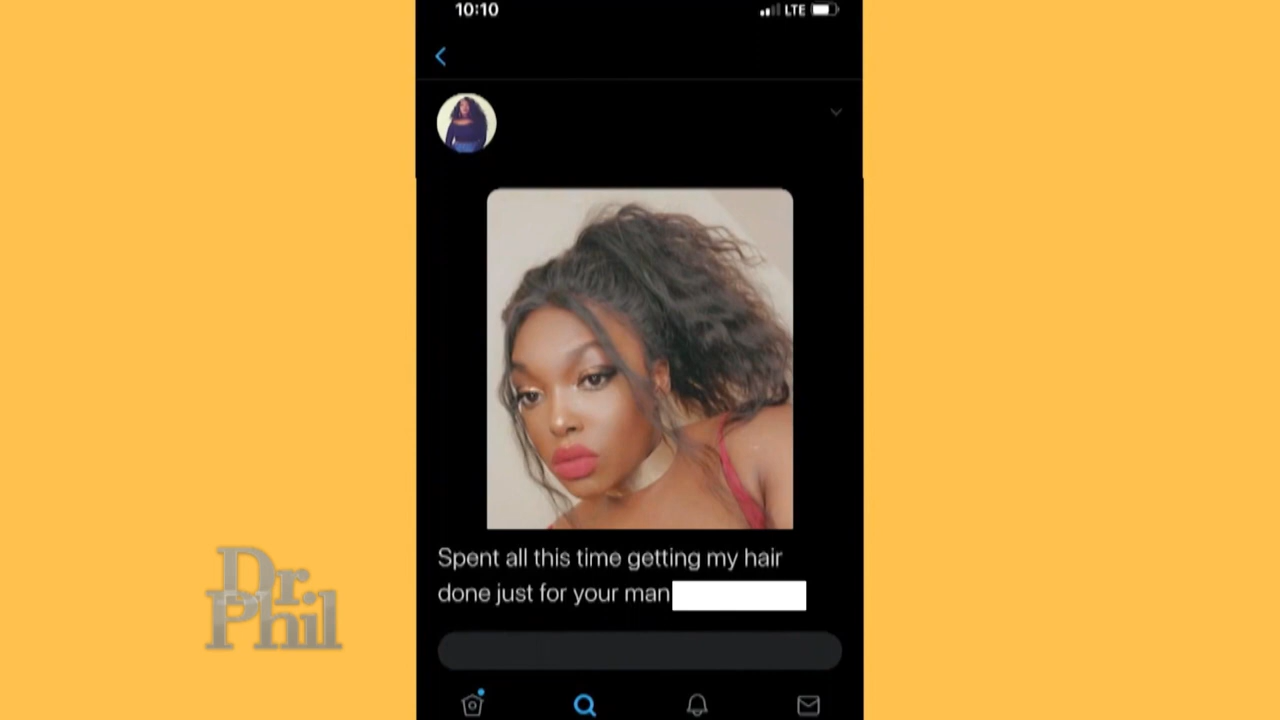 10:10
LTE
Spent all this time getting my hair
done just for your man
Dr.
Phil